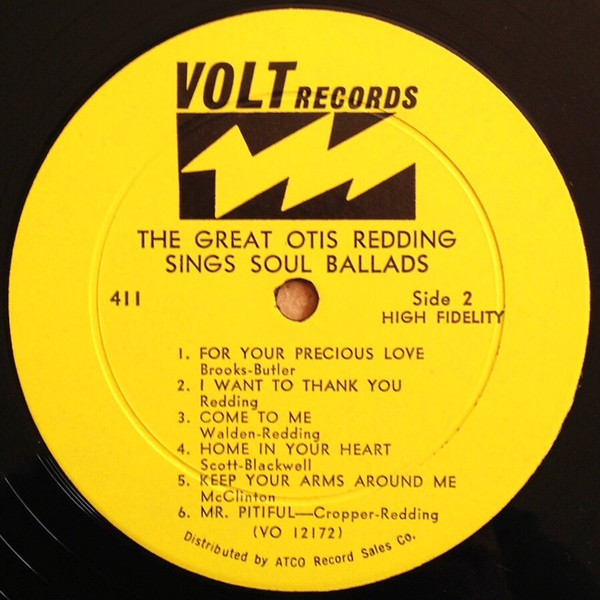 VOLT RECORDS
THE GREAT OTIS REDDING
SINGS SOUL BALLADS
411
Side 2
HIGH FIDELITY
1. FOR YOUR PRECIOUS LOVE
Brooks-Butler
2. I WANT TO THANK YOU
Redding
3. COME TO ME
Walden-Redding
4. HOME IN YOUR HEART
Scott-Blackwell
5. KEEP YOUR ARMS AROUND ME
McClinton
6. MR. PITIFUL—Cropper-Redding
(VO 12172)
Distributed by ATCO Record Sales Co.